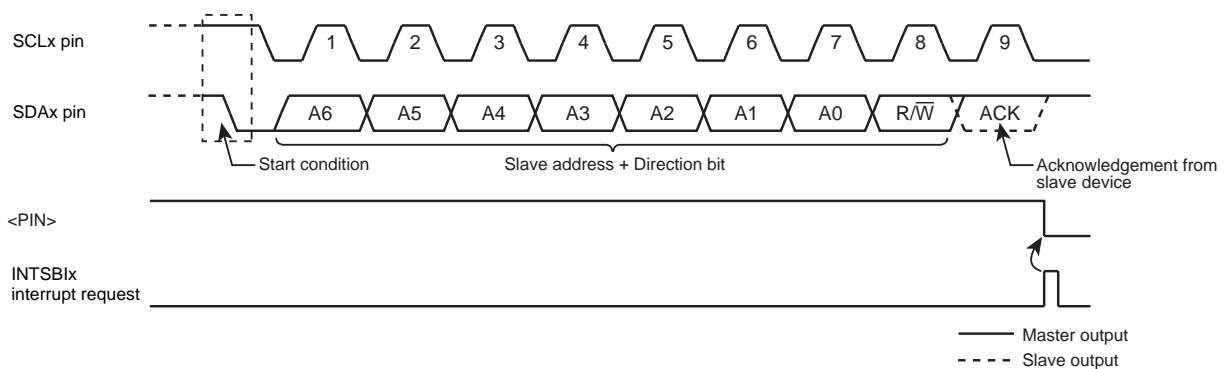 SCLx pin
1 2 3 4 5 6 7 8 9
SDAx pin
A6 A5 A4 A3 A2 A1 A0 R/W̅ ACK
Start condition
Slave address + Direction bit
Acknowledgement from
slave device
<PIN>
INTSBIx
interrupt request
Master output
Slave output